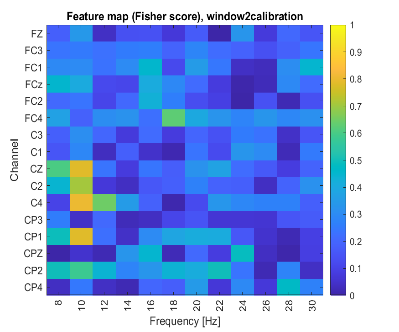 Feature map (Fisher score), window2calibration
FZ
FC3
FC1
FCz
FC2
FC4
C3
C1
CZ
C2
C4
CP3
CP1
CPZ
CP2
CP4
Channel
8 10 12 14 16 18 20 22 24 26 28 30
Frequency [Hz]
1
0.9
0.8
0.7
0.6
0.5
0.4
0.3
0.2
0.1
0